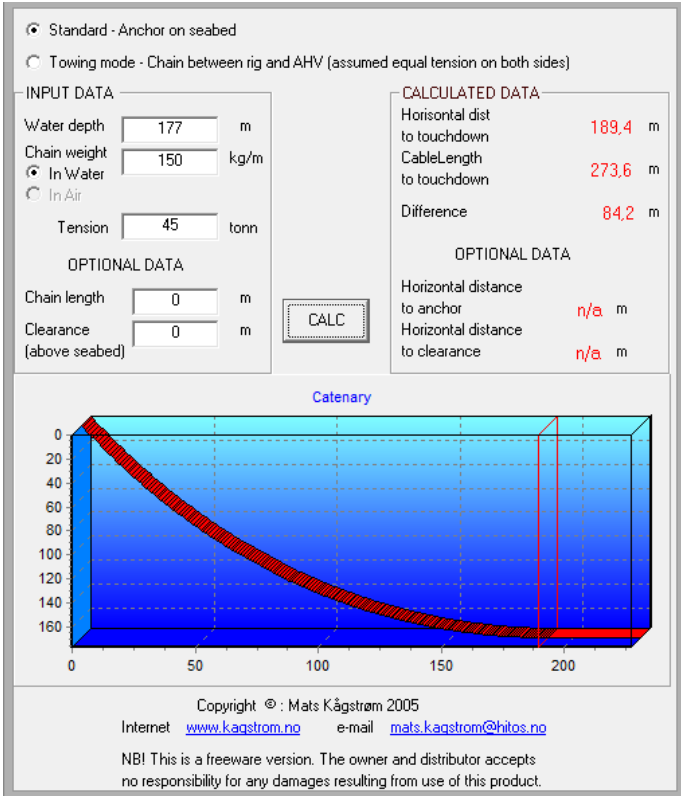 Standard - Anchor on seabed
Towing mode - Chain between rig and AHV (assumed equal tension on both sides)
INPUT DATA
Water depth 177 m
Chain weight 150 kg/m
In Water
In Air
Tension 45 tonn
OPTIONAL DATA
Chain length 0 m
Clearance 0 m
(above seabed)
CALC
CALCULATED DATA
Horisontal dist
to touchdown 189,4 m
CableLength
to touchdown 273,6 m
Difference 84,2 m
OPTIONAL DATA
Horizontal distance
to anchor n/a m
Horizontal distance
to clearance n/a m
Catenary
0
20
40
60
80
100
120
140
160
0 50 100 150 200
Copyright © : Mats Kågstrøm 2005
Internet www.kagstrom.no e-mail mats.kagstrom@hitos.no
NB! This is a freeware version. The owner and distributor accepts
no responsibility for any damages resulting from use of this product.